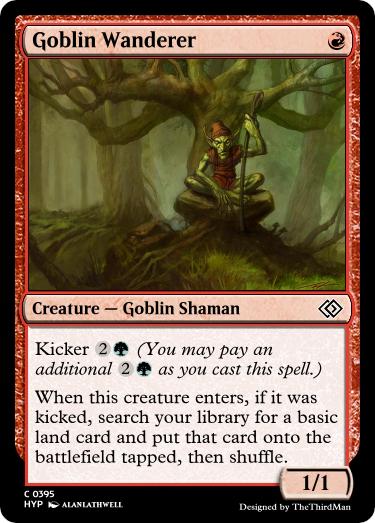 Goblin Wanderer
Creature — Goblin Shaman
Kicker 2 (You may pay an
additional 2 as you cast this spell.)
When this creature enters, if it was
kicked, search your library for a basic
land card and put that card onto the
battlefield tapped, then shuffle.
1/1
C 0395
HYP ALANLATHWELL
Designed by TheThirdMan